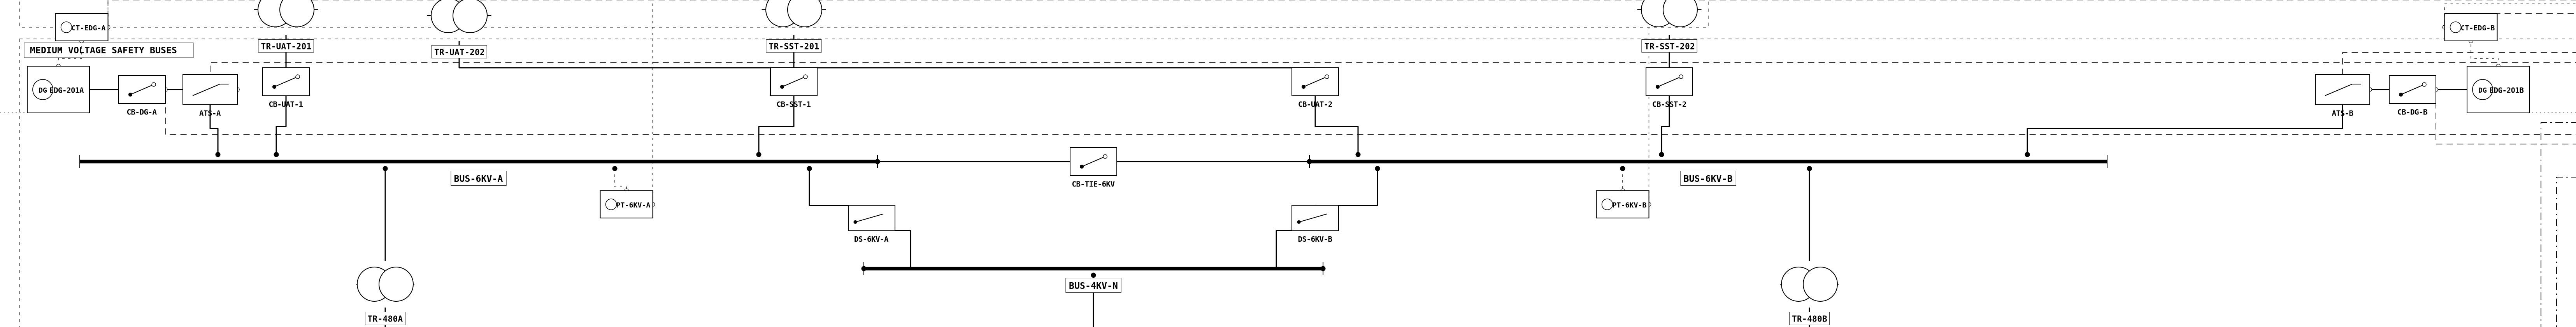 CT-EDG-A
CT-EDG-B
MEDIUM VOLTAGE SAFETY BUSES
TR-UAT-201
TR-UAT-202
TR-SST-201
TR-SST-202
DG EDG-201A
DG EDG-201B
CB-DG-A
ATS-A
CB-UAT-1
CB-SST-1
CB-UAT-2
CB-SST-2
ATS-B
CB-DG-B
BUS-6KV-A
CB-TIE-6KV
BUS-6KV-B
PT-6KV-A
PT-6KV-B
DS-6KV-A
DS-6KV-B
BUS-4KV-N
TR-480A
TR-480B